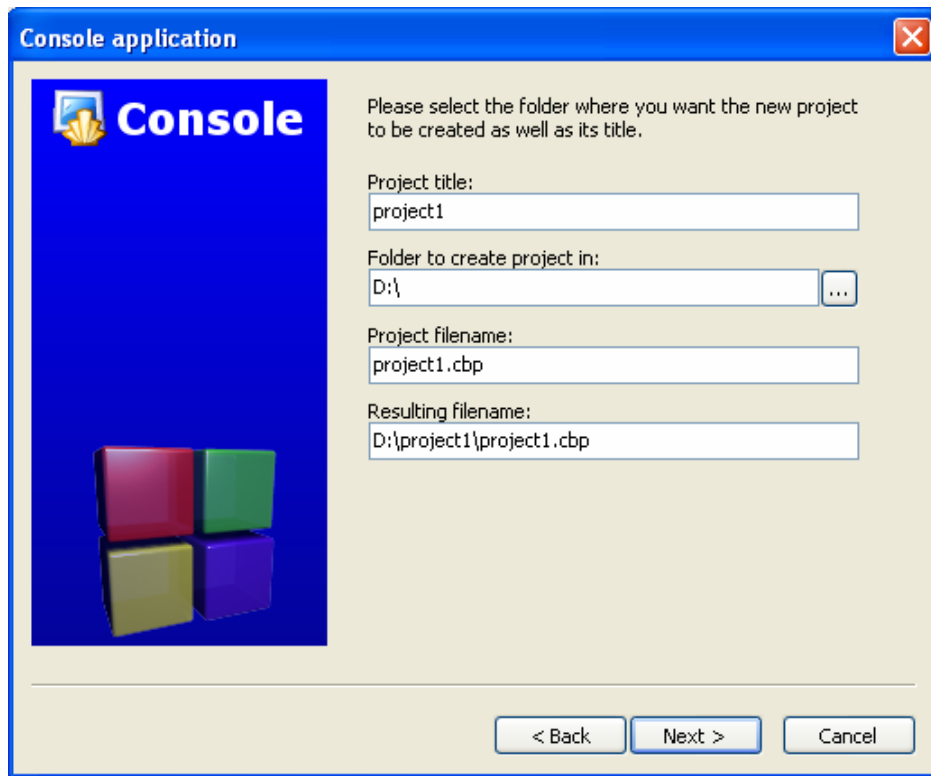 Console application
Console
Please select the folder where you want the new project
to be created as well as its title.
Project title:
project1
Folder to create project in:
D:\
...
Project filename:
project1.cbp
Resulting filename:
D:\project1\project1.cbp
< Back
Next >
Cancel